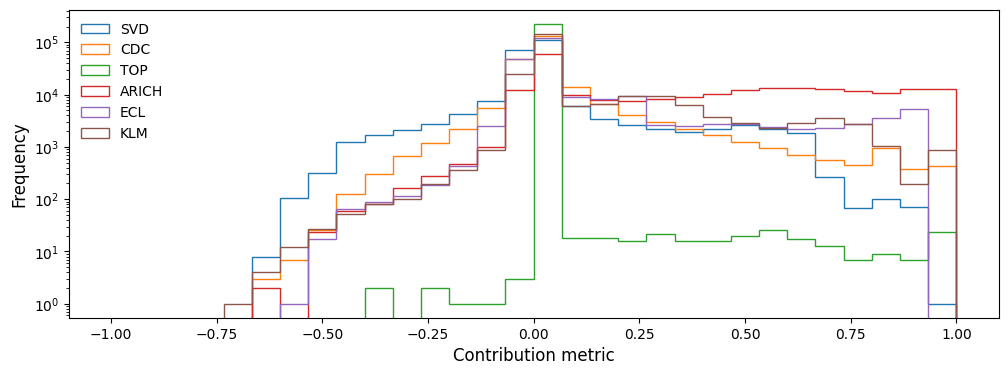 SVD
CDC
TOP
ARICH
ECL
KLM
Frequency
10⁵
10⁴
10³
10²
10¹
10⁰
−1.00 −0.75 −0.50 −0.25 0.00 0.25 0.50 0.75 1.00
Contribution metric